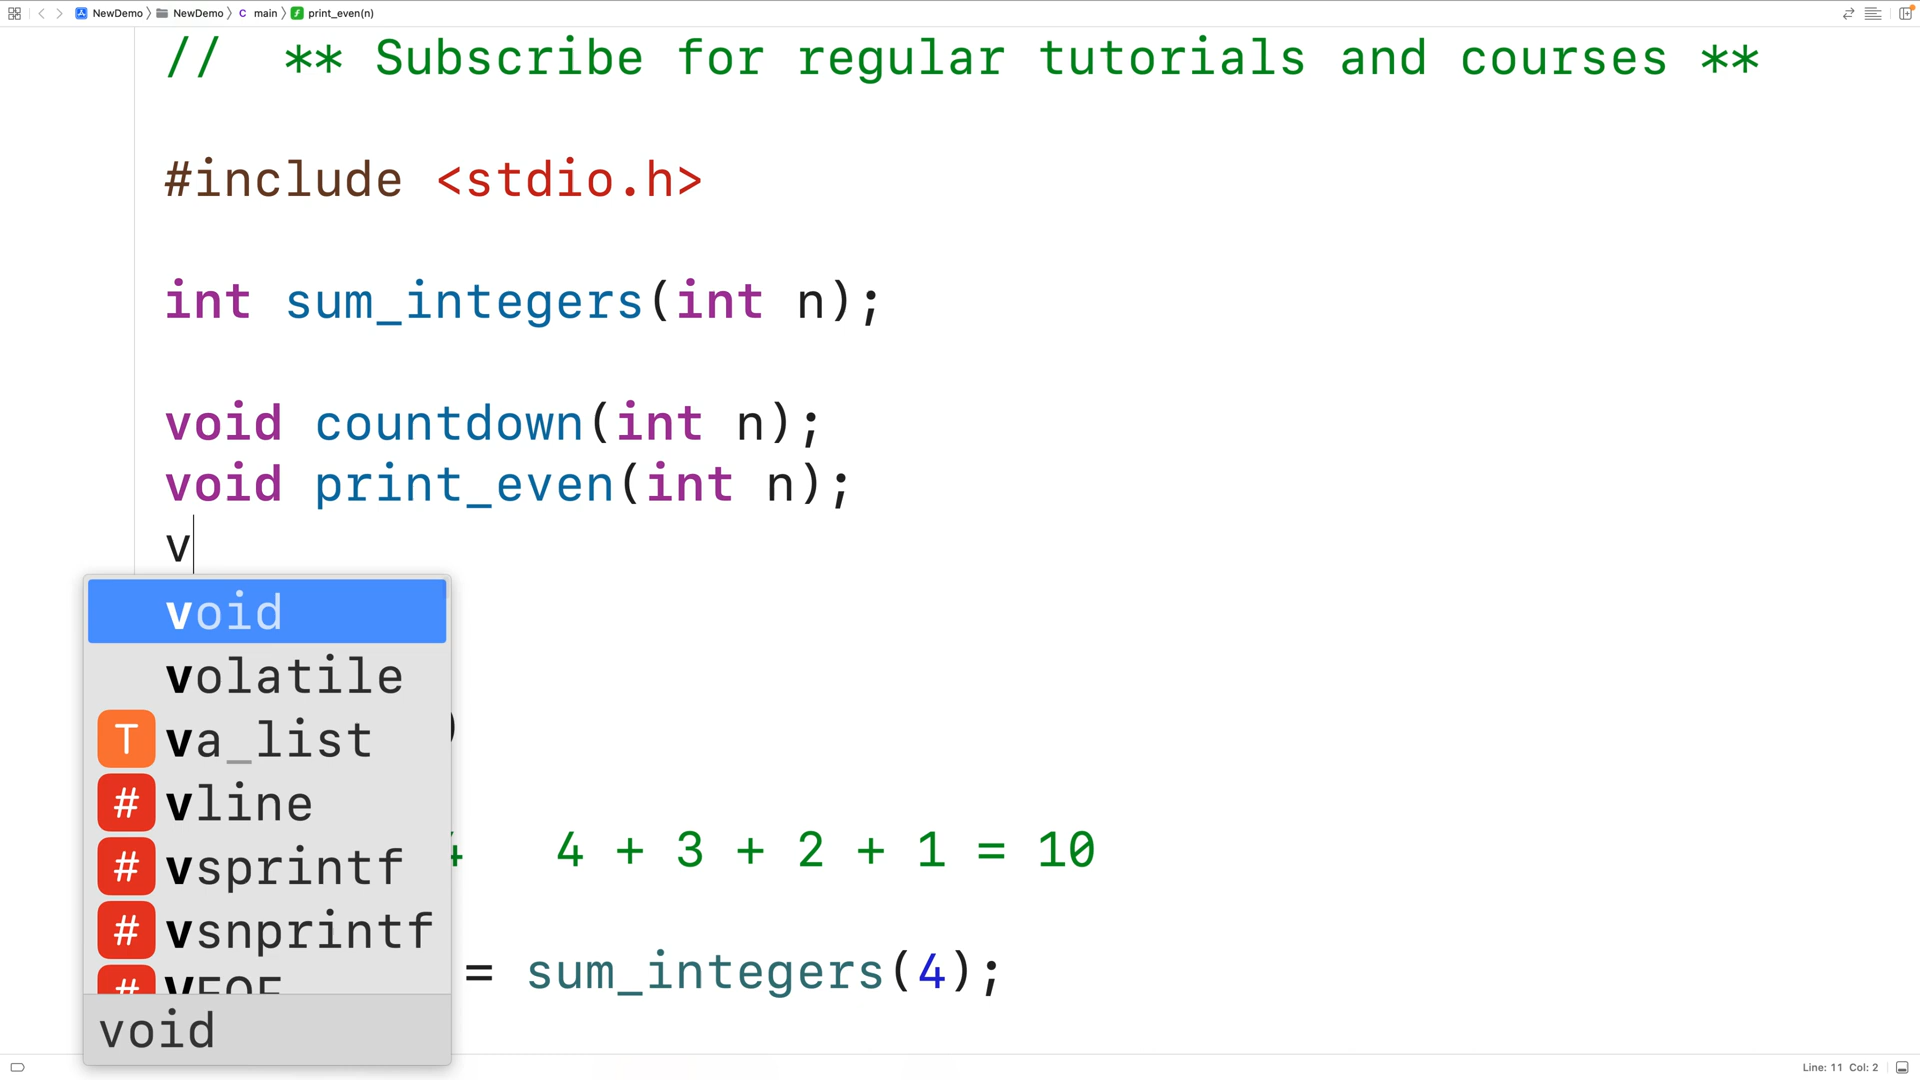 NewDemo NewDemo C main f print_even(n)
// ** Subscribe for regular tutorials and courses **
#include <stdio.h>
int sum_integers(int n);
void countdown(int n);
void print_even(int n);
v
void
volatile
)
T va_list
# vline
4 4 + 3 + 2 + 1 = 10
# vsprintf
# vsnprintf
= sum_integers(4);
# VEOF
void
Line: 11 Col: 2